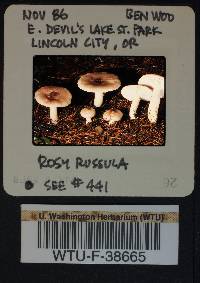 NOV 86 BEN WOO
E. DEVIL'S LAKE ST. PARK
LINCOLN CITY, OR
ROSY RUSSULA
SEE #441
U. Washington Herbarium (WTU)
WTU-F-38665